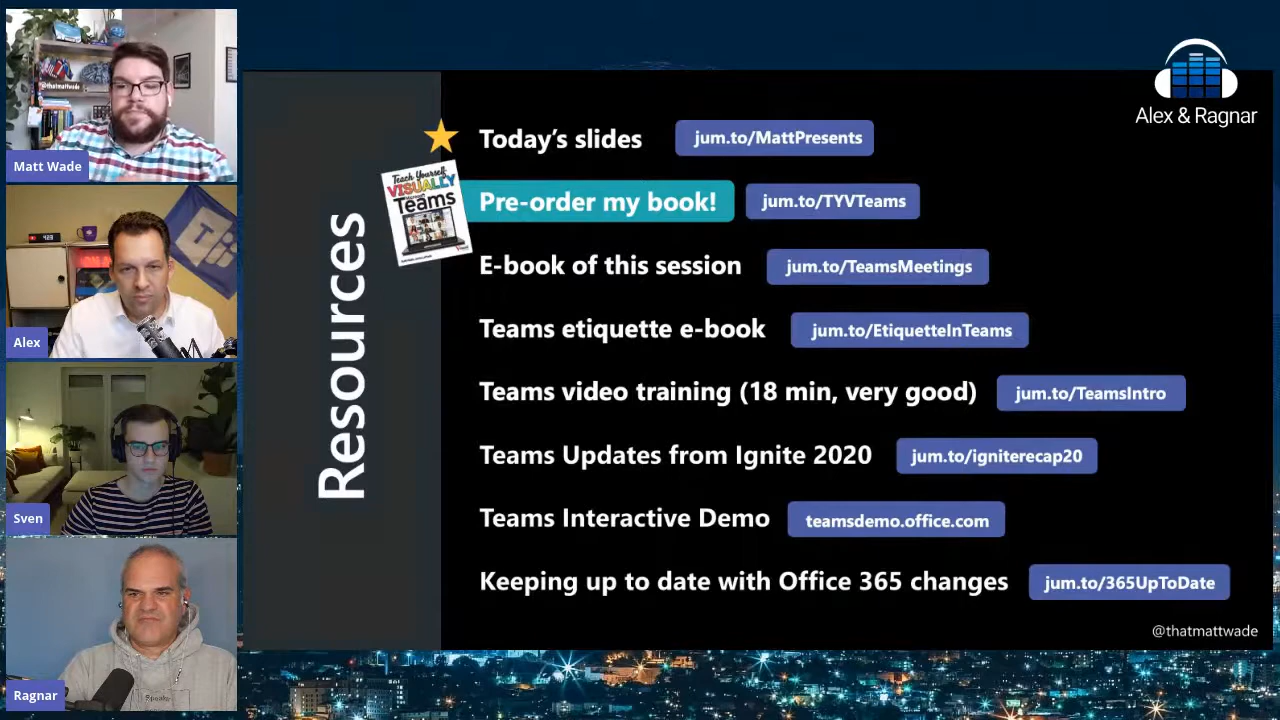 @thatmattwade
Matt Wade
Alex
Sven
Ragnar
Alex & Ragnar
Resources
Today's slides jum.to/MattPresents
Teach Yourself
VISUALLY
Teams
Pre-order my book! jum.to/TYVTeams
E-book of this session jum.to/TeamsMeetings
Teams etiquette e-book jum.to/EtiquetteInTeams
Teams video training (18 min, very good) jum.to/TeamsIntro
Teams Updates from Ignite 2020 jum.to/igniterecap20
Teams Interactive Demo teamsdemo.office.com
Keeping up to date with Office 365 changes jum.to/365UpToDate
@thatmattwade